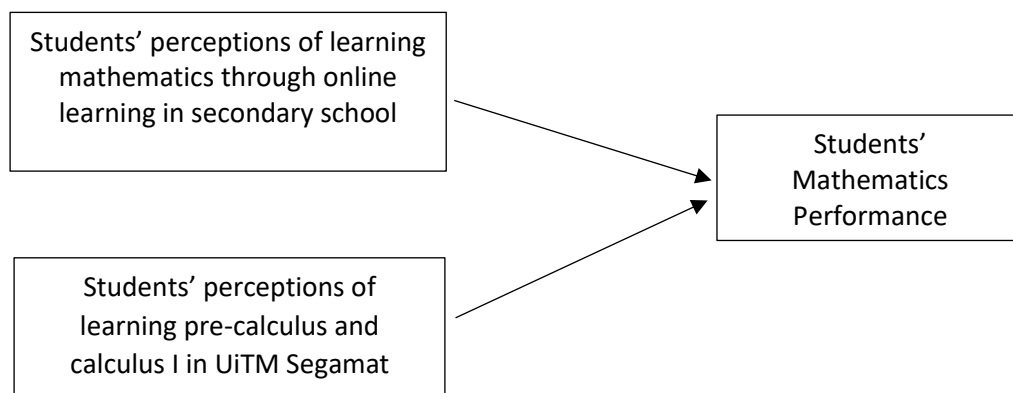 Students’ perceptions of learning
mathematics through online
learning in secondary school
Students’
Mathematics
Performance
Students’ perceptions of
learning pre-calculus and
calculus I in UiTM Segamat